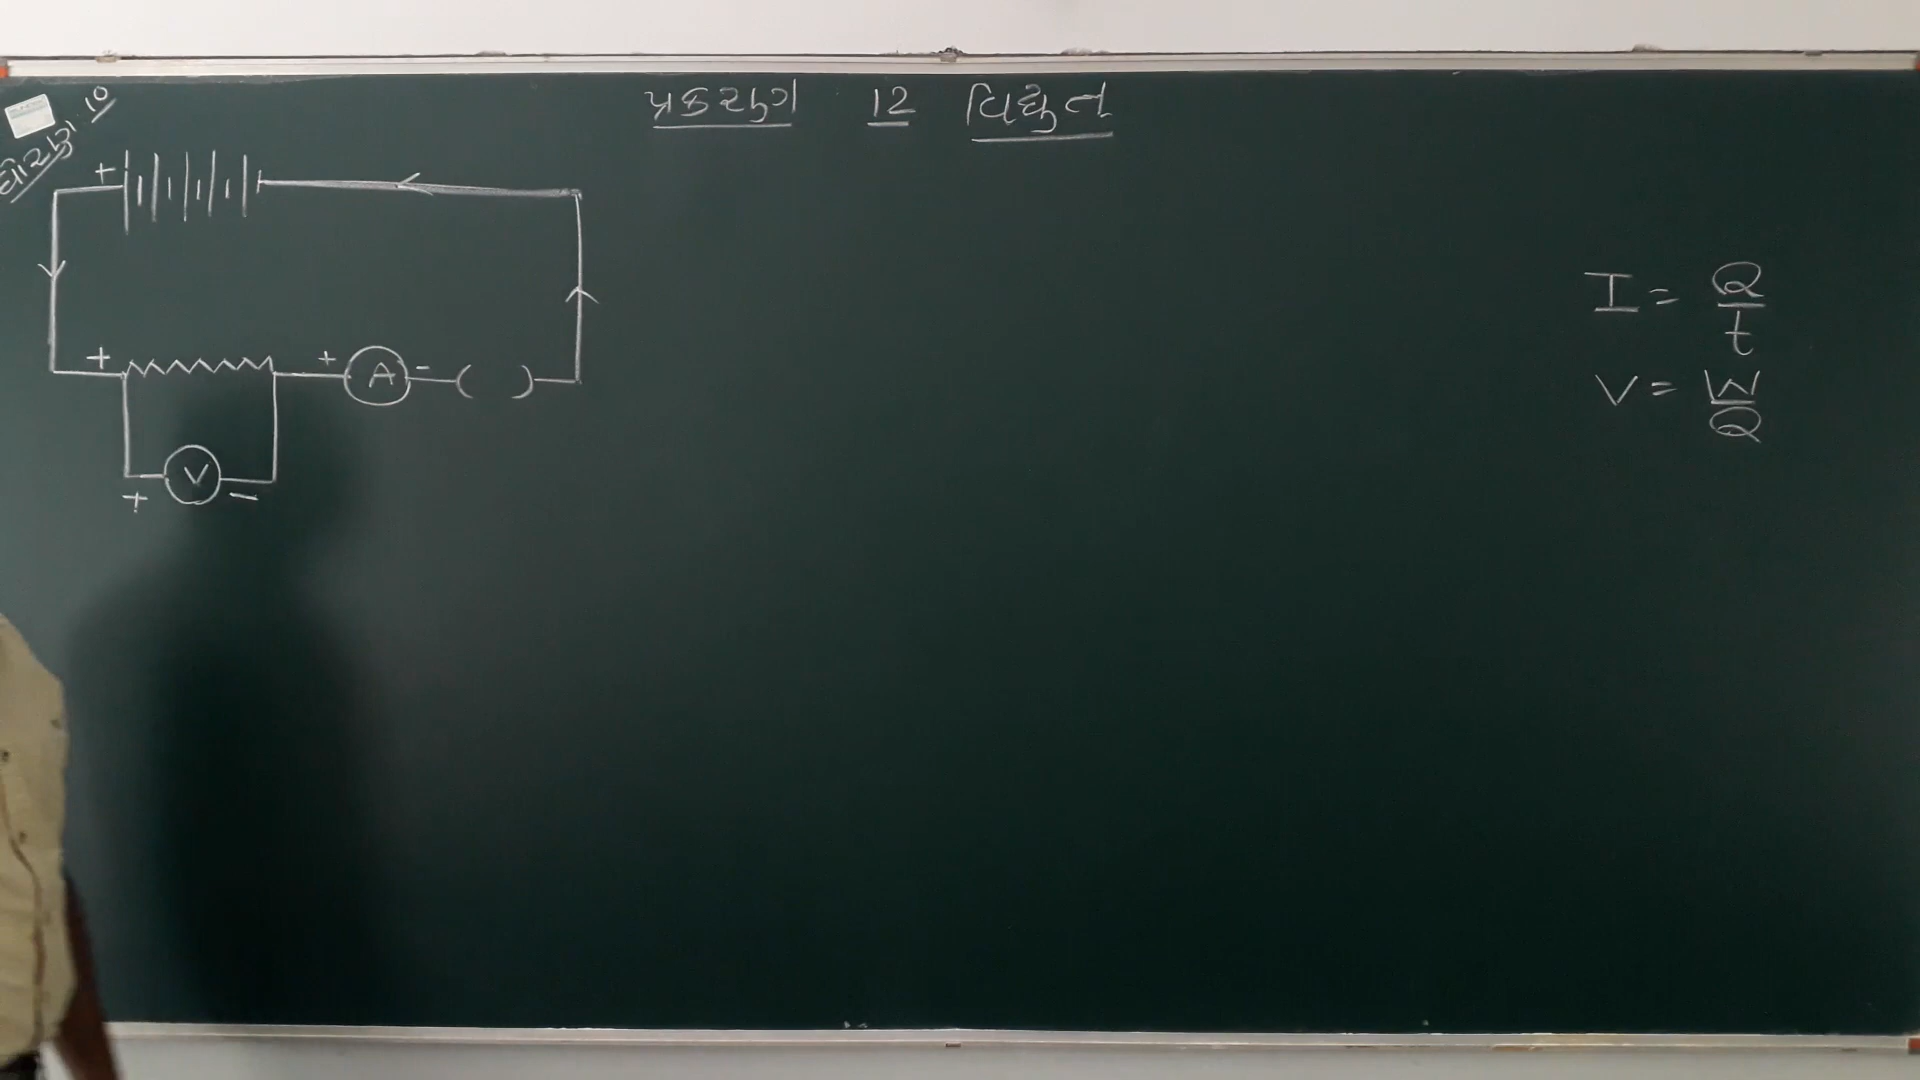 ધોરણ 10
પ્રકરણ 12 વિદ્યુત
+
+ + A - ( )
V
+ -
I = Q/t
V = W/Q